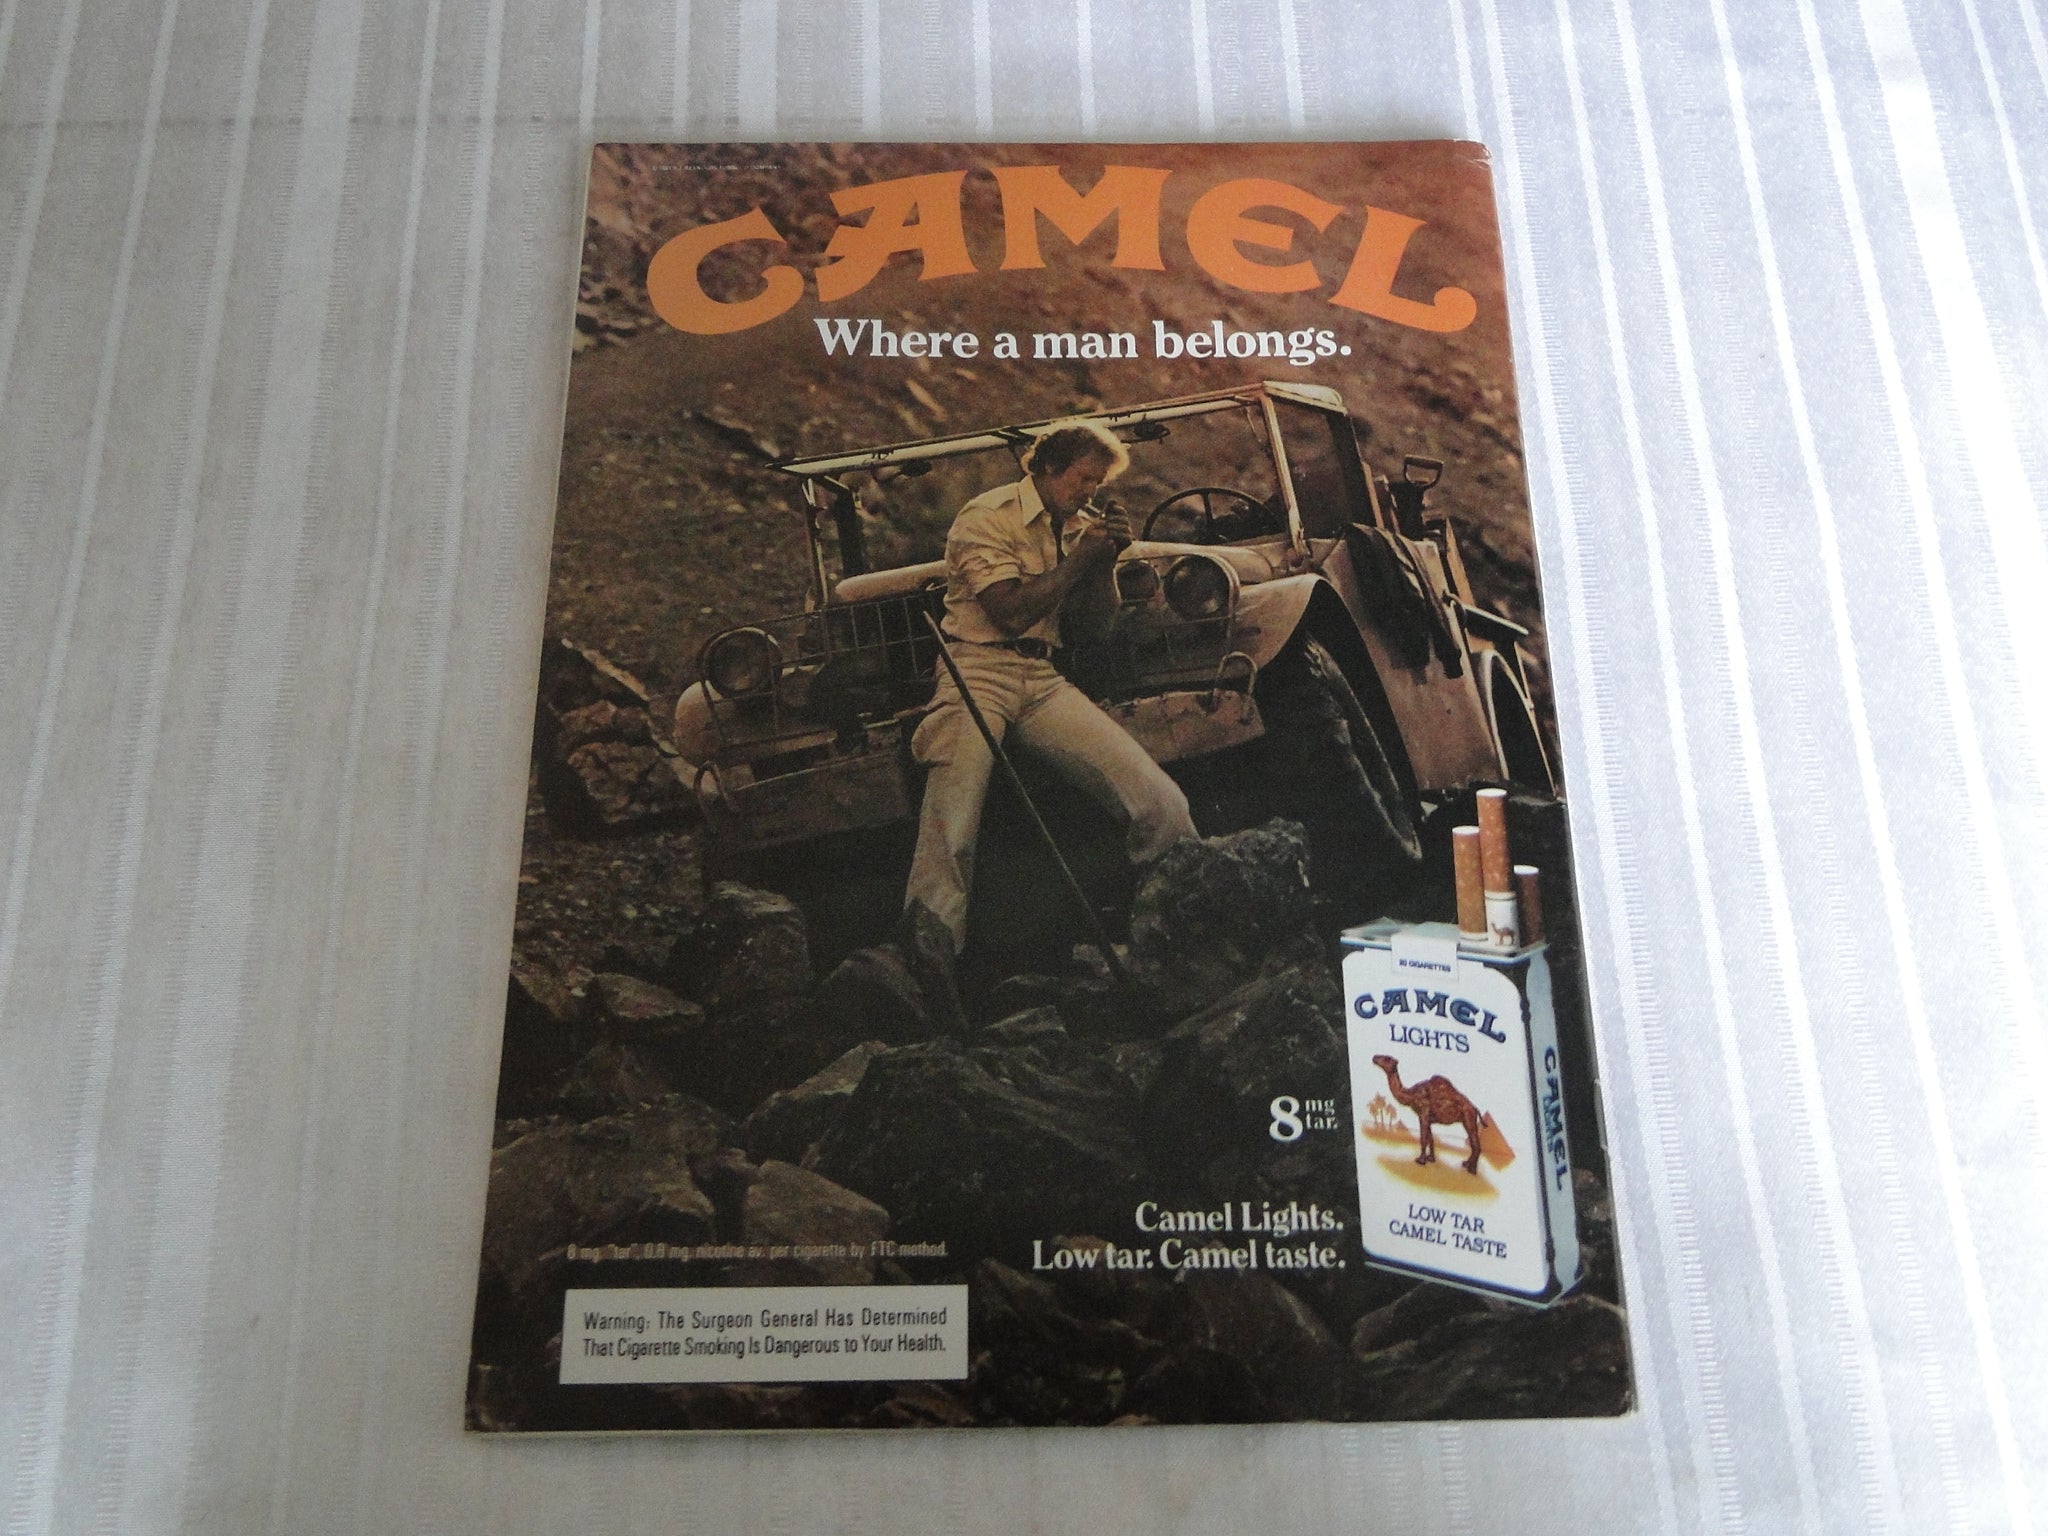 CAMEL
Where a man belongs.
20 CIGARETTES
CAMEL
LIGHTS
CAMEL
LIGHTS
8 mg
tar.
LOW TAR
CAMEL TASTE
Camel Lights.
Low tar. Camel taste.
8 mg. "tar", 0.8 mg. nicotine av. per cigarette by FTC method.
Warning: The Surgeon General Has Determined
That Cigarette Smoking Is Dangerous to Your Health.